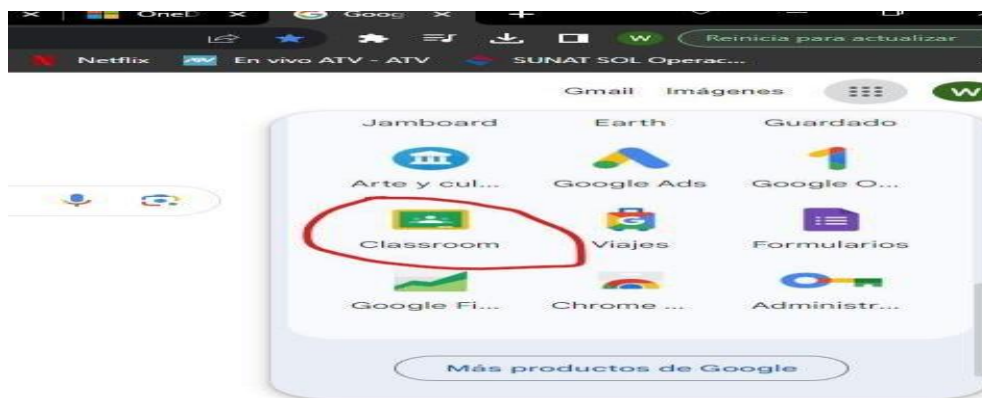 OneD
Goog
Reinicia para actualizar
Netflix
En vivo ATV - ATV
SUNAT SOL Operac...
Gmail Imágenes
W
Jamboard Earth Guardado
Arte y cul... Google Ads Google O...
Classroom Viajes Formularios
Google Fi... Chrome ... Administr...
Más productos de Google